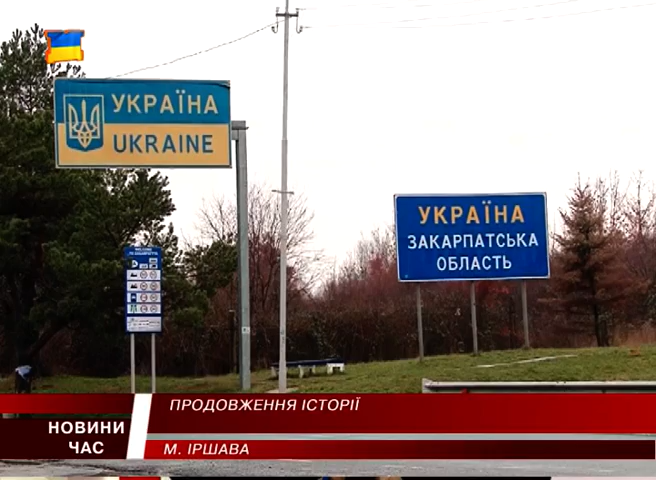 УКРАЇНА
UKRAINE
УКРАЇНА
ЗАКАРПАТСЬКА
ОБЛАСТЬ
НОВИНИ
ЧАС
ПРОДОВЖЕННЯ ІСТОРІЇ
М. ІРШАВА